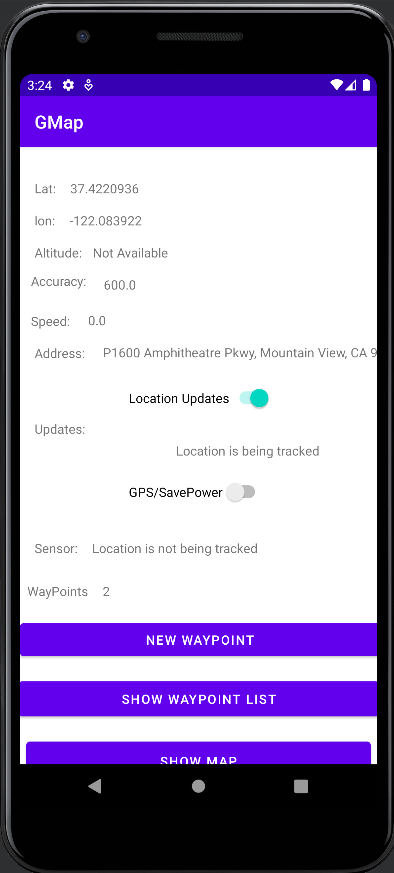 3:24
GMap
Lat: 37.4220936
lon: -122.083922
Altitude: Not Available
Accuracy: 600.0
Speed: 0.0
Address: P1600 Amphitheatre Pkwy, Mountain View, CA 9
Location Updates
Updates:
Location is being tracked
GPS/SavePower
Sensor: Location is not being tracked
WayPoints 2
NEW WAYPOINT
SHOW WAYPOINT LIST
SHOW MAP